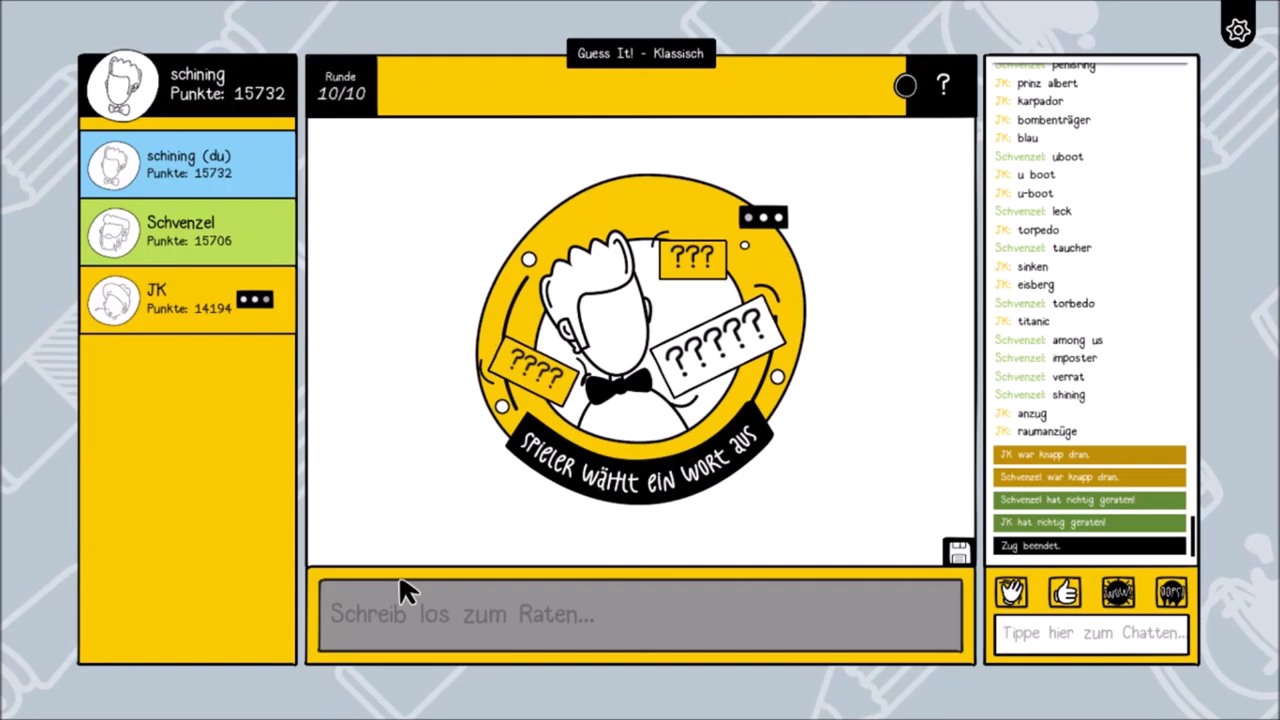 Guess It! - Klassisch
schining
Punkte: 15732
schining (du)
Punkte: 15732
Schvenzel
Punkte: 15706
JK
Punkte: 14194
Runde
10/10
?
???
????
?????
SPIELER WÄHLT EIN WORT AUS
Schreib los zum Raten...
Schvenzel: penisring
JK: prinz albert
JK: karpador
JK: bombenträger
JK: blau
Schvenzel: uboot
JK: u boot
JK: u-boot
Schvenzel: leck
JK: torpedo
Schvenzel: taucher
JK: sinken
JK: eisberg
Schvenzel: torbedo
JK: titanic
Schvenzel: among us
Schvenzel: imposter
Schvenzel: verrat
Schvenzel: shining
JK: anzug
JK: raumanzüge
JK war knapp dran.
Schvenzel war knapp dran.
Schvenzel hat richtig geraten!
JK hat richtig geraten!
Zug beendet.
WOW!
OOPS!
Tippe hier zum Chatten...